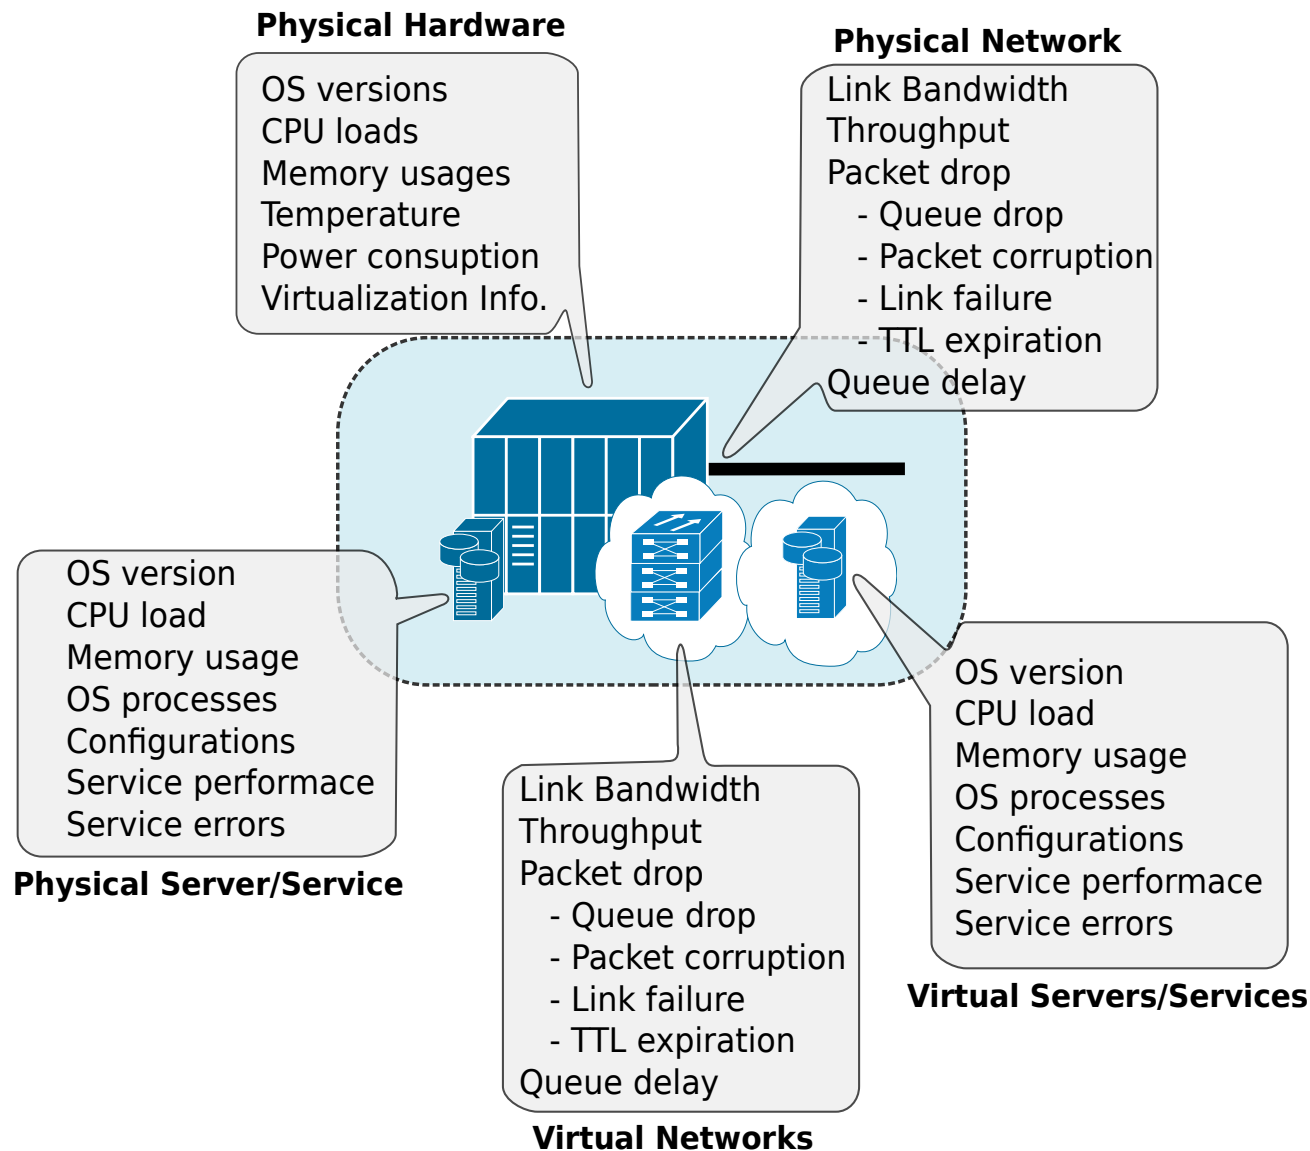 Physical Hardware
OS versions
CPU loads
Memory usages
Temperature
Power consuption
Virtualization Info.
Physical Network
Link Bandwidth
Throughput
Packet drop
- Queue drop
- Packet corruption
- Link failure
- TTL expiration
Queue delay
OS version
CPU load
Memory usage
OS processes
Configurations
Service performace
Service errors
Physical Server/Service
Link Bandwidth
Throughput
Packet drop
- Queue drop
- Packet corruption
- Link failure
- TTL expiration
Queue delay
Virtual Networks
OS version
CPU load
Memory usage
OS processes
Configurations
Service performace
Service errors
Virtual Servers/Services